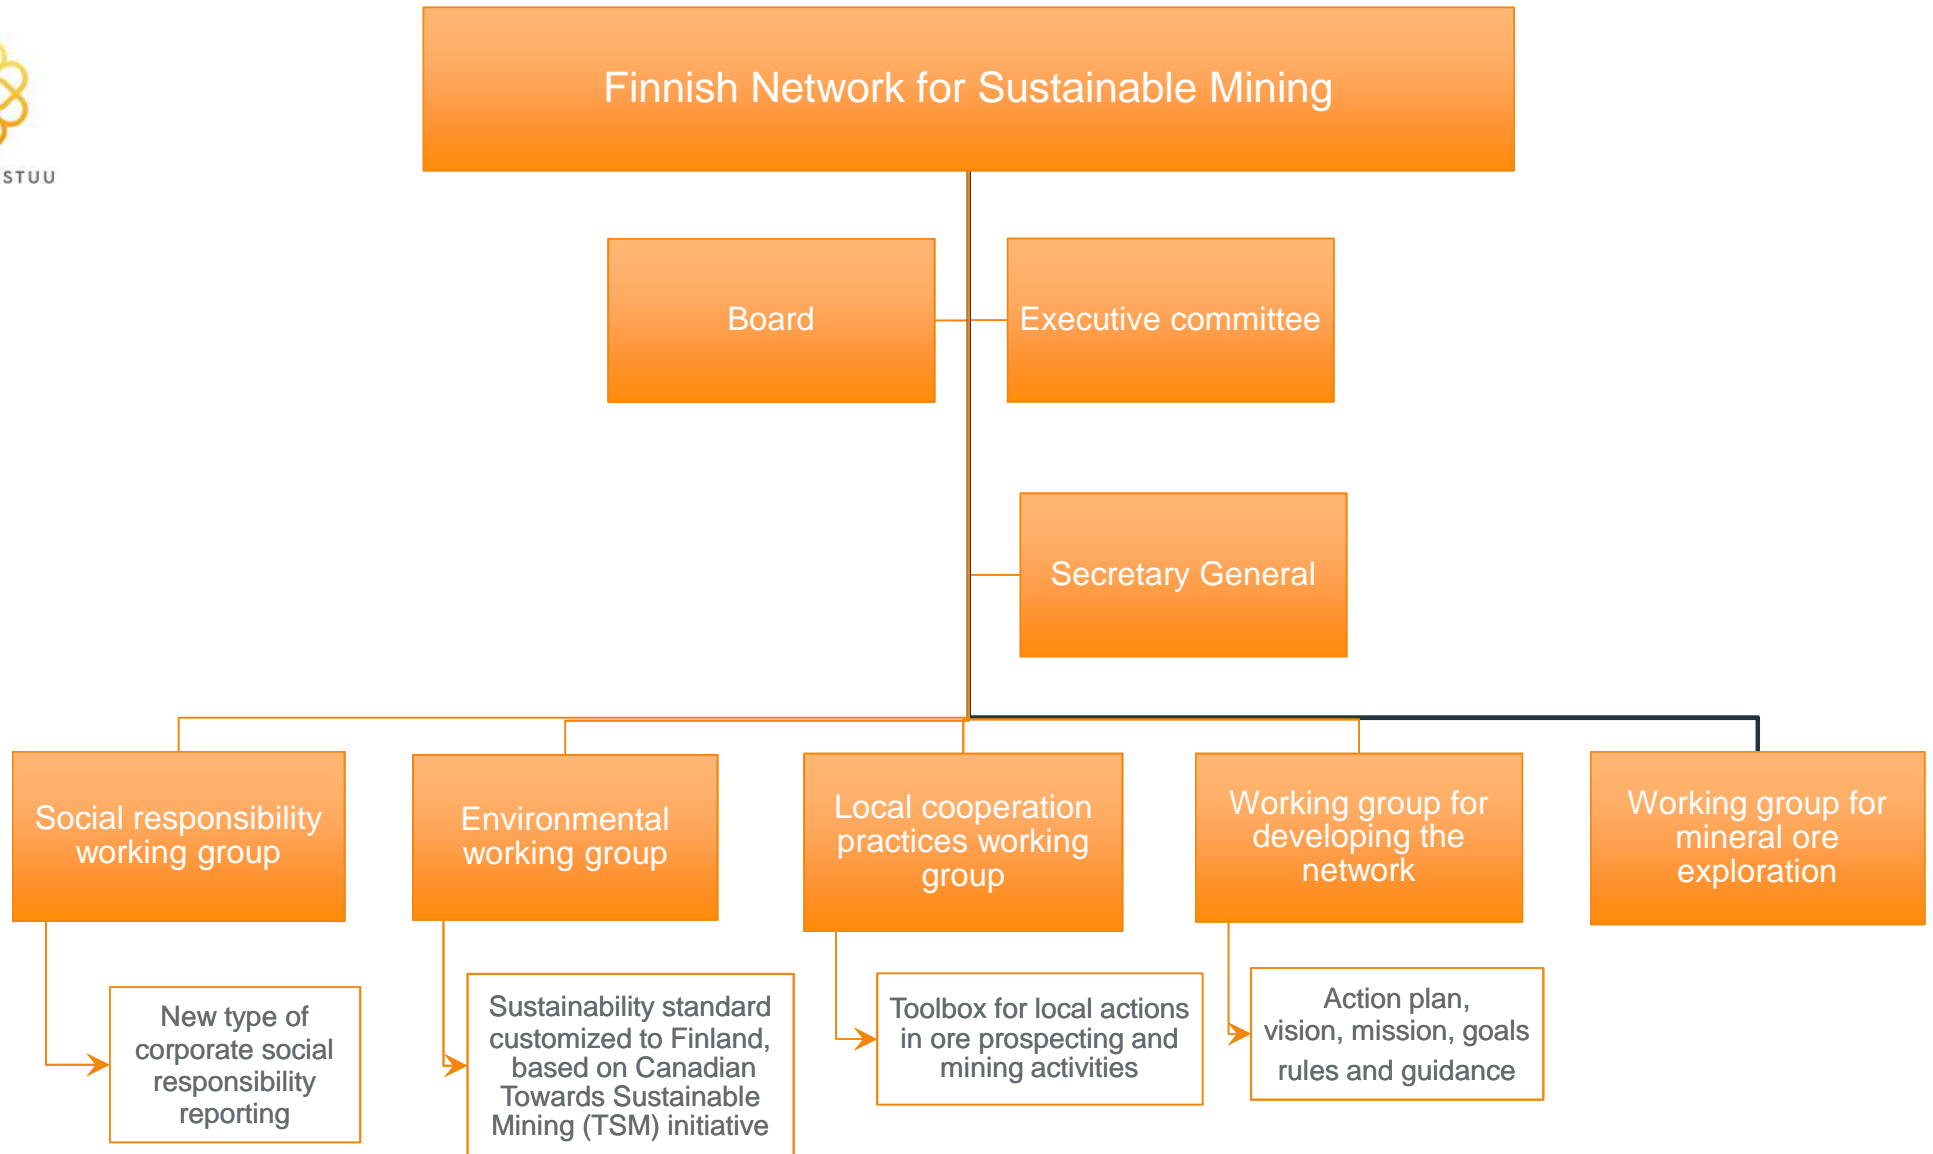 STUU
Finnish Network for Sustainable Mining
Board
Executive committee
Secretary General
Social responsibility
working group
Environmental
working group
Local cooperation
practices working
group
Working group for
developing the
network
Working group for
mineral ore
exploration
New type of
corporate social
responsibility
reporting
Sustainability standard
customized to Finland,
based on Canadian
Towards Sustainable
Mining (TSM) initiative
Toolbox for local actions
in ore prospecting and
mining activities
Action plan,
vision, mission, goals
rules and guidance